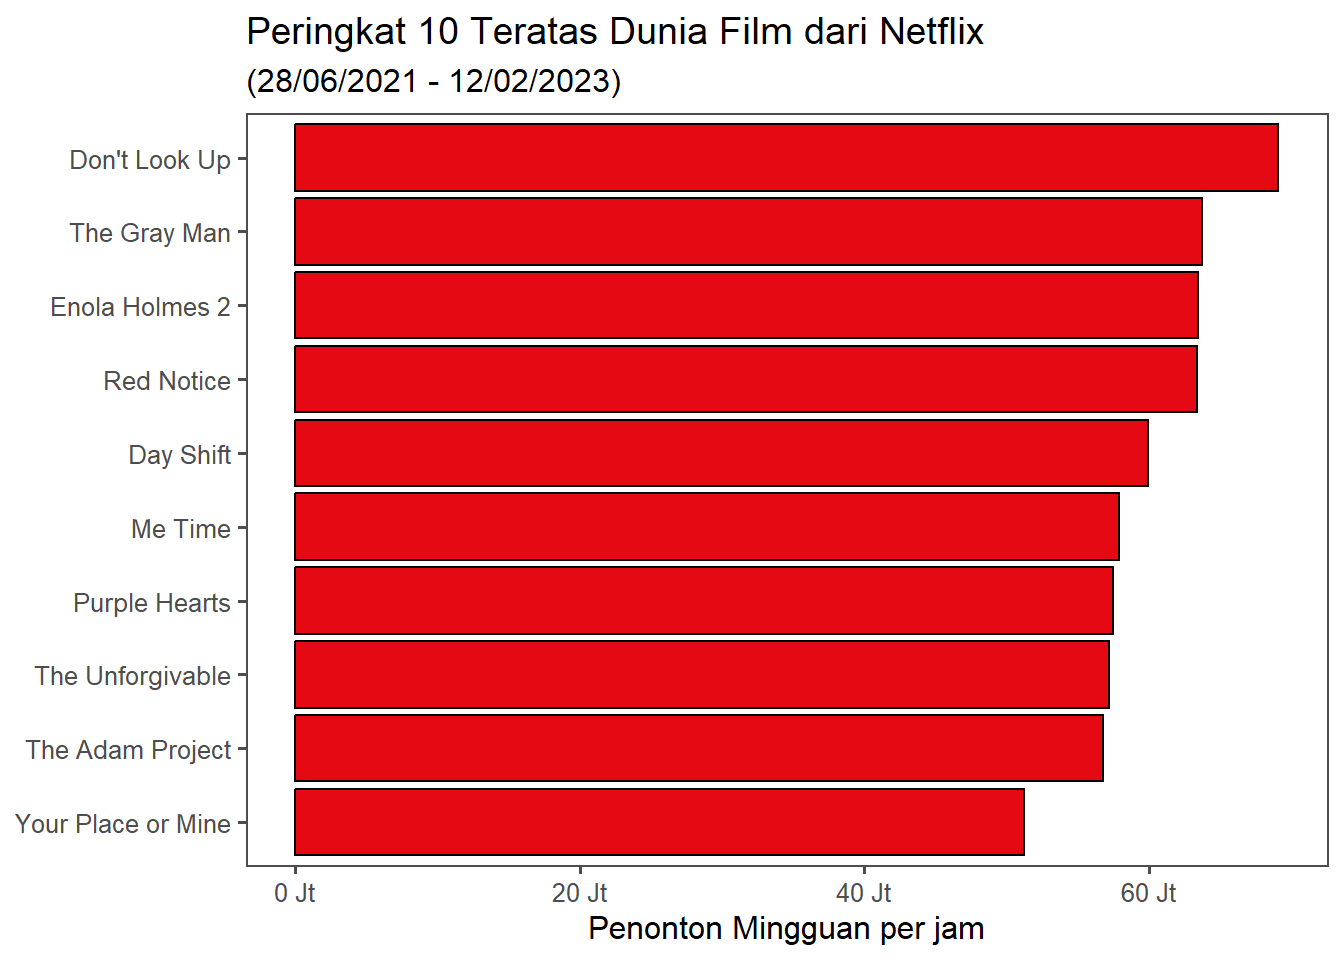 Peringkat 10 Teratas Dunia Film dari Netflix
(28/06/2021 - 12/02/2023)
Don't Look Up
The Gray Man
Enola Holmes 2
Red Notice
Day Shift
Me Time
Purple Hearts
The Unforgivable
The Adam Project
Your Place or Mine
0 Jt 20 Jt 40 Jt 60 Jt
Penonton Mingguan per jam